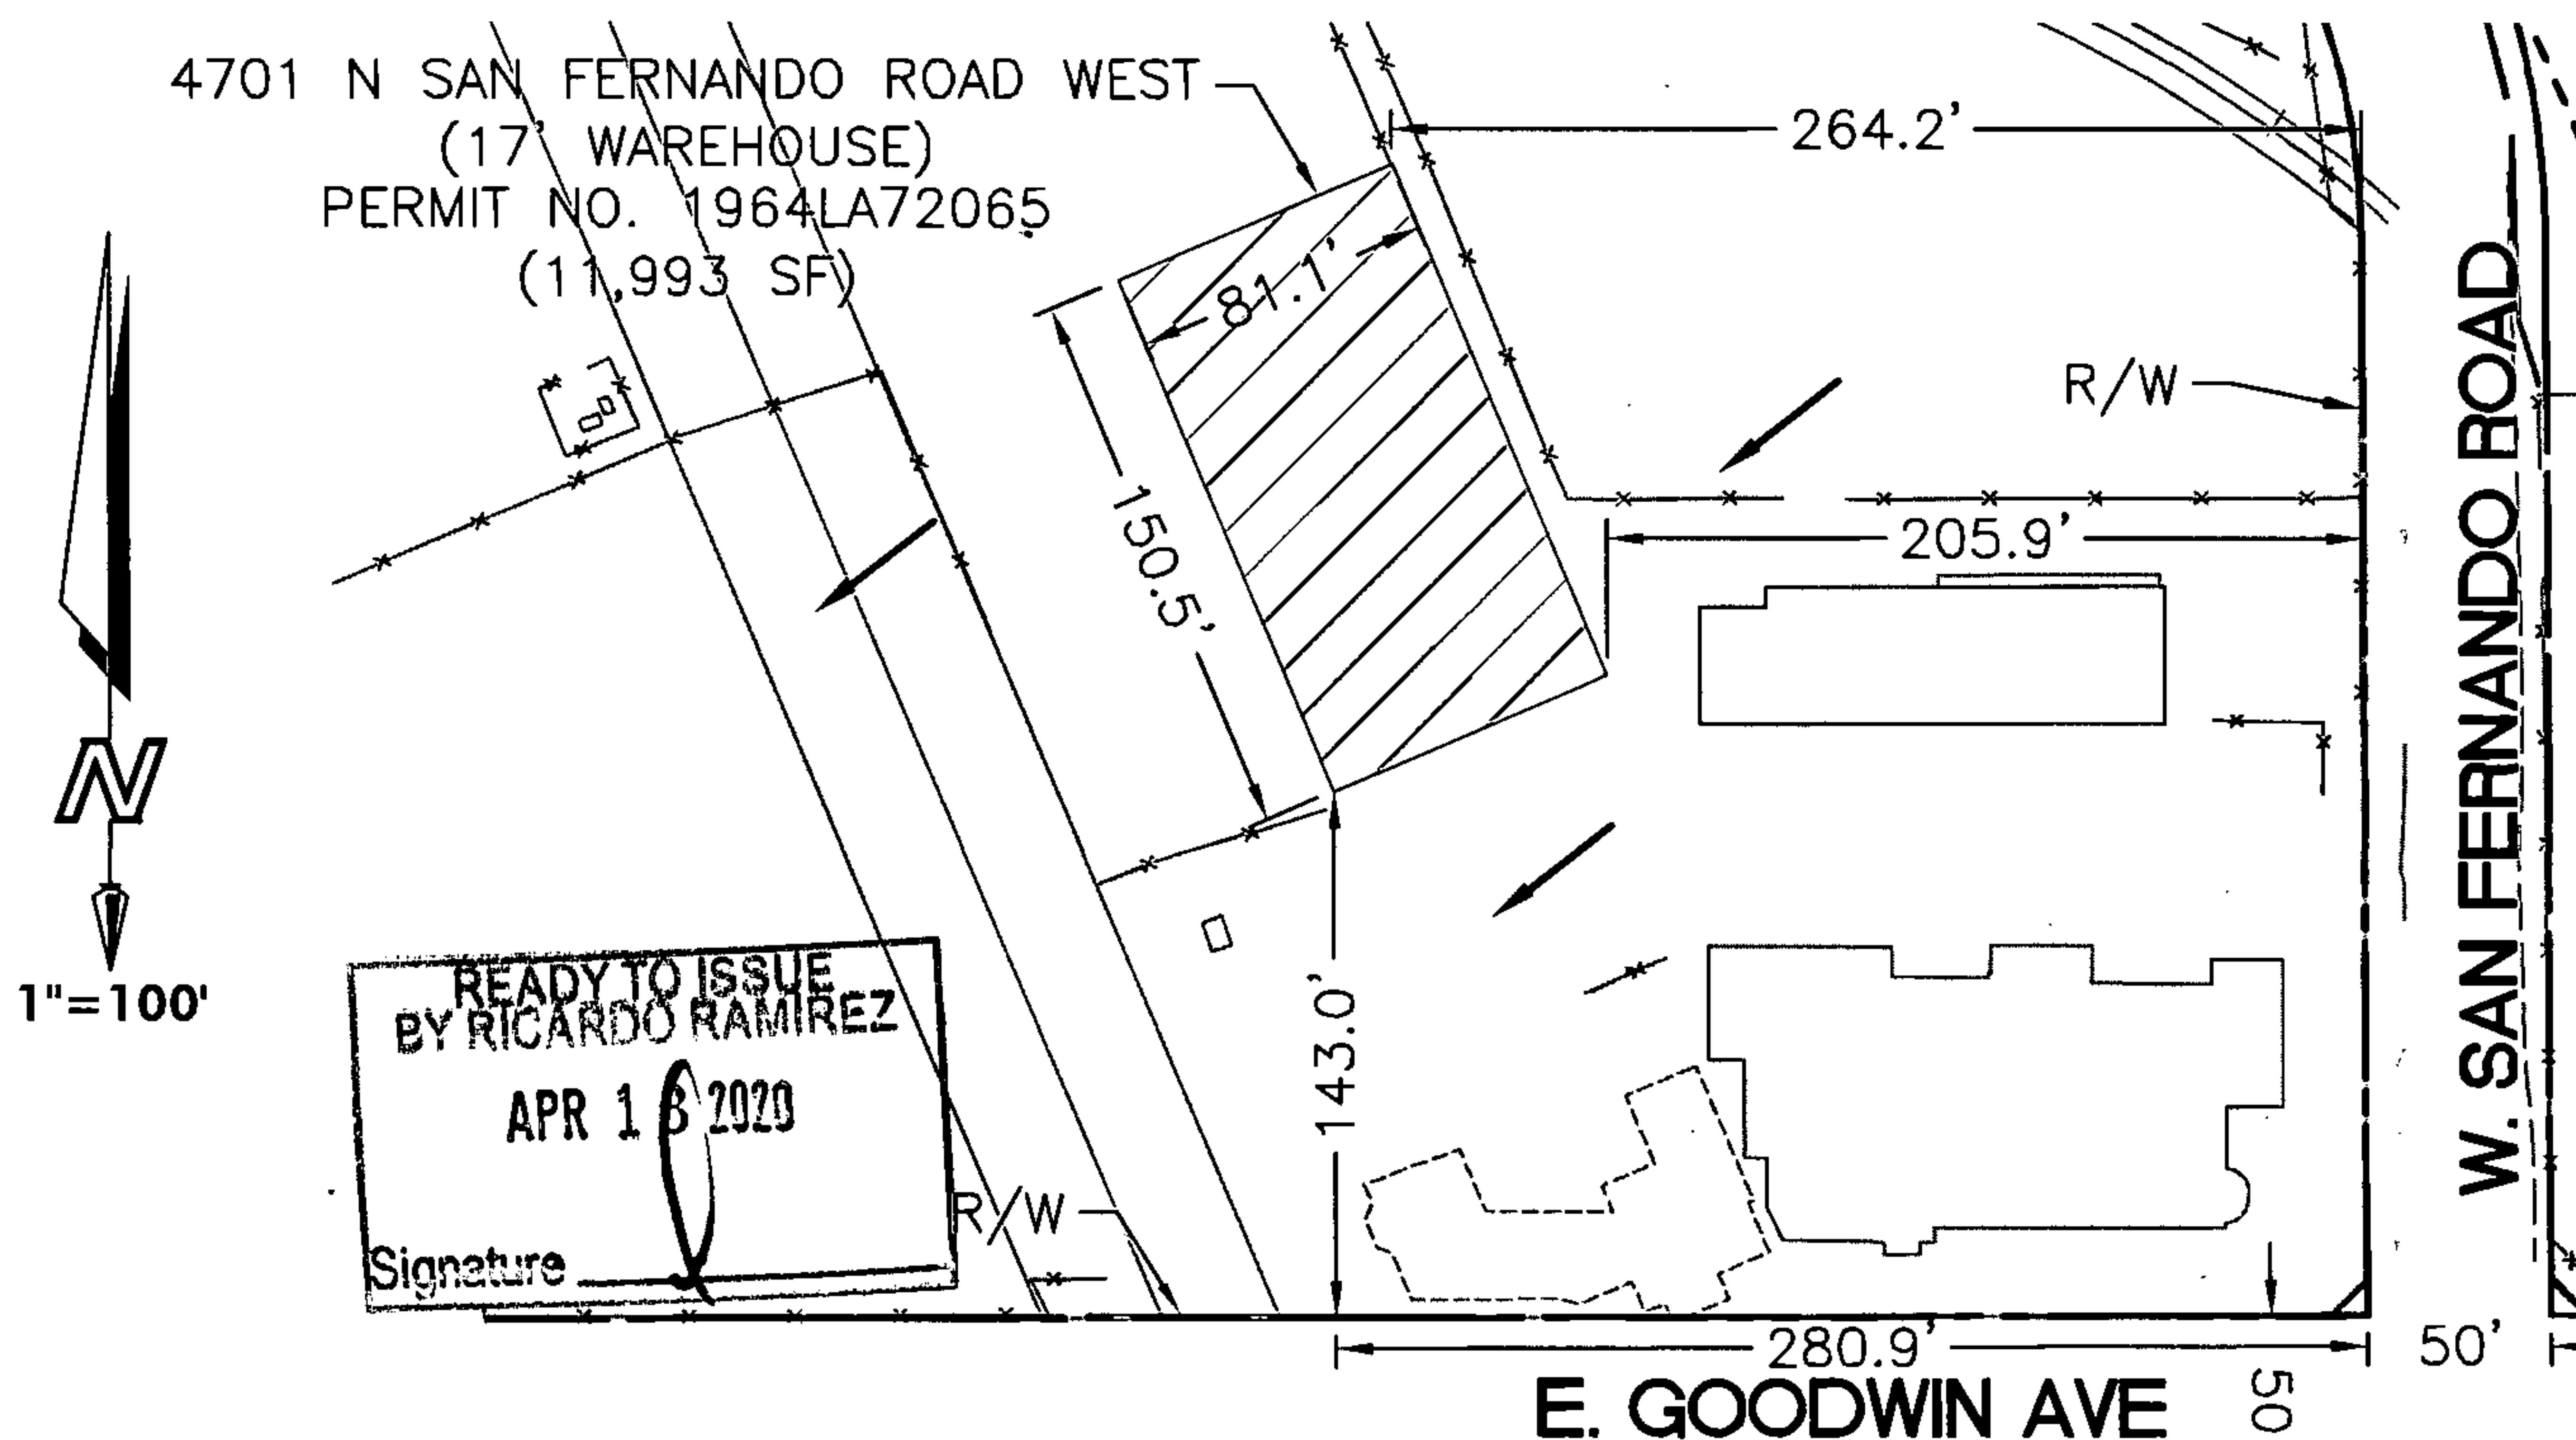 4701 N SAN FERNANDO ROAD WEST
(17' WAREHOUSE)
PERMIT NO. 1964LA72065
(11,993 SF)
264.2'
81.1'
R/W
150.5'
205.9'
W. SAN FERNANDO ROAD
N
1"=100'
READY TO ISSUE
BY RICARDO RAMIREZ
APR 1 2020
Signature
R/W
143.0'
280.9'
50'
50
E. GOODWIN AVE